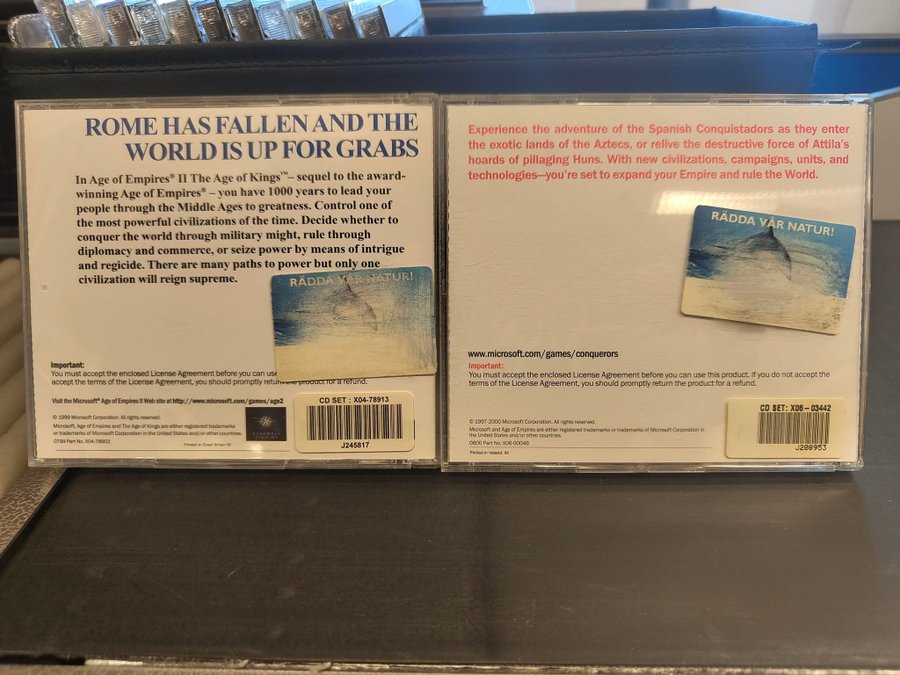 ROME HAS FALLEN AND THE
WORLD IS UP FOR GRABS
In Age of Empires® II The Age of Kings™– sequel to the award-
winning Age of Empires® – you have 1000 years to lead your
people through the Middle Ages to greatness. Control one of
the most powerful civilizations of the time. Decide whether to
conquer the world through military might, rule through
diplomacy and commerce, or seize power by means of intrigue
and regicide. There are many paths to power but only one
civilization will reign supreme.
RÄDDA VÅR NATUR!
Important:
You must accept the enclosed License Agreement before you can use
accept the terms of the License Agreement, you should promptly return the product for a refund.
Visit the Microsoft® Age of Empires II Web site at http://www.microsoft.com/games/age2
© 1999 Microsoft Corporation. All rights reserved.
Microsoft, Age of Empires and The Age of Kings are either registered trademarks
or trademarks of Microsoft Corporation in the United States and/or other countries.
0799 Part No. X04-78903
ENSEMBLE
STUDIOS
CD SET : X04-78913
J245817
Experience the adventure of the Spanish Conquistadors as they enter
the exotic lands of the Aztecs, or relive the destructive force of Attila's
hoards of pillaging Huns. With new civilizations, campaigns, units, and
technologies—you're set to expand your Empire and rule the World.
RÄDDA VÅR NATUR!
www.microsoft.com/games/conquerors
Important:
You must accept the enclosed License Agreement before you can use this product. If you do not accept the
terms of the License Agreement, you should promptly return the product for a refund.
© 1997-2000 Microsoft Corporation. All rights reserved.
Microsoft and Age of Empires are either registered trademarks or trademarks of Microsoft Corporation in
the United States and/or other countries.
0600 Part No. X06-00048
Printed in Ireland
CD SET: X06-03442
J208953